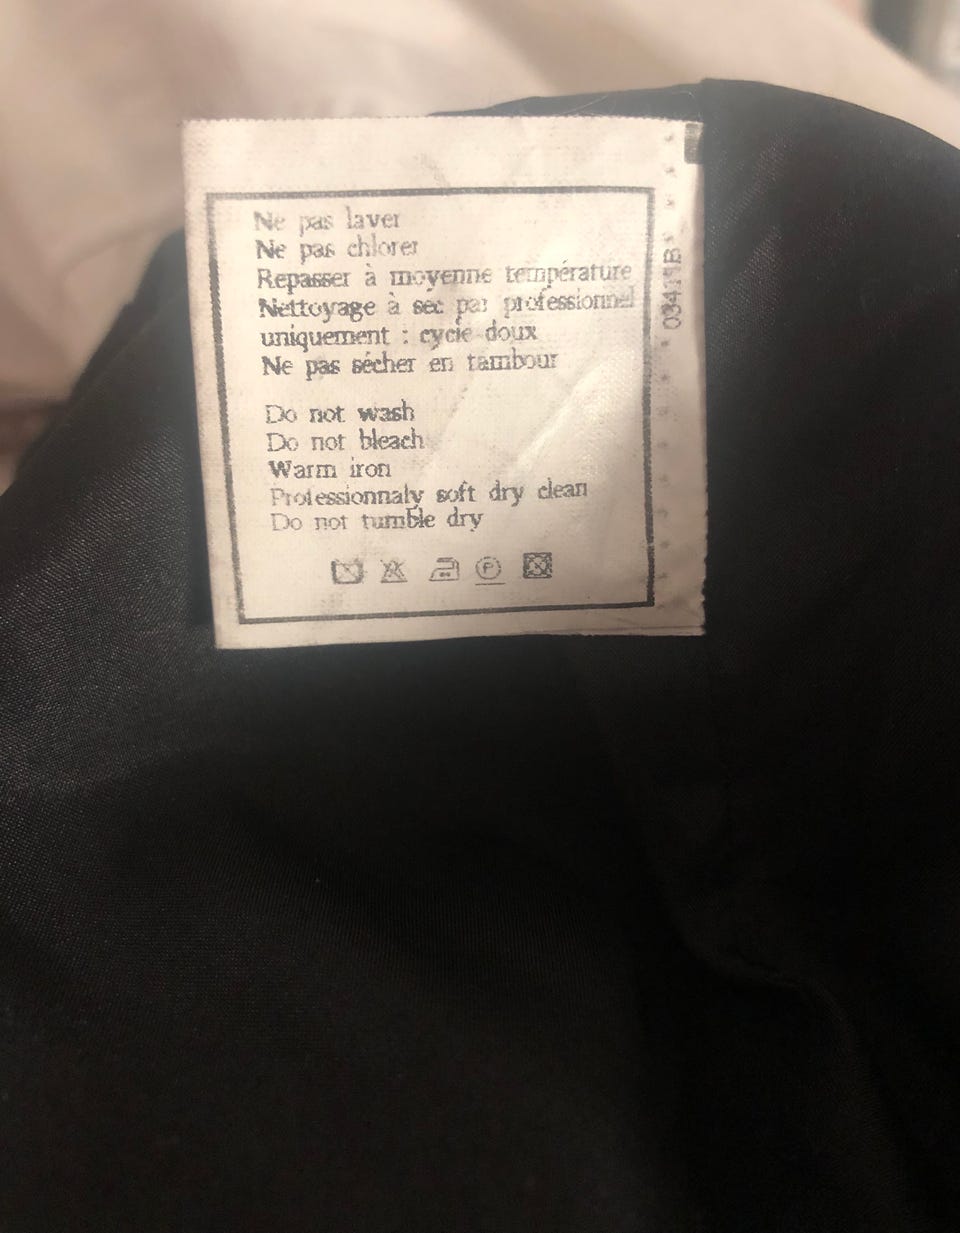 Ne pas laver
Ne pas chlorer
Repasser à moyenne température
Nettoyage à sec par professionnel
uniquement : cycle doux
Ne pas sécher en tambour
Do not wash
Do not bleach
Warm iron
Professionnaly soft dry clean
Do not tumble dry
P